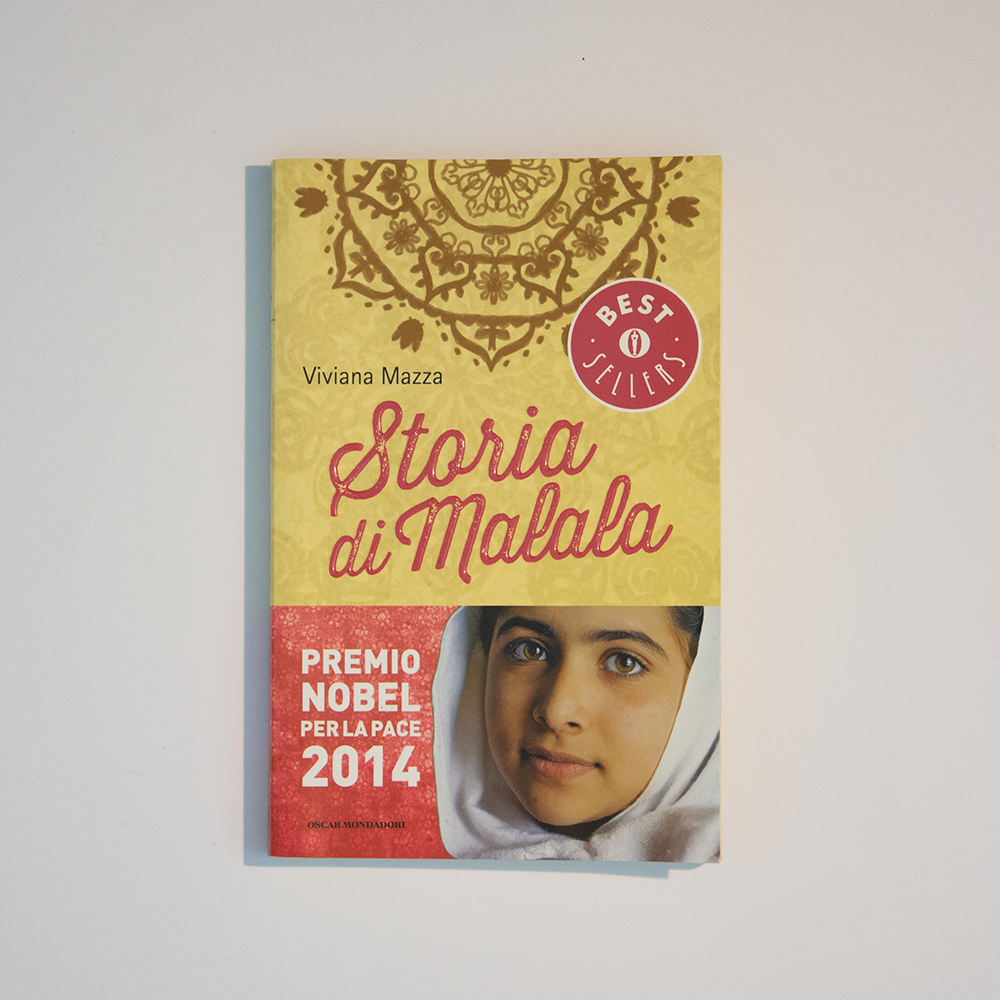 BEST
SELLERS
Viviana Mazza
Storia
di Malala
PREMIO
NOBEL
PER LA PACE
2014
OSCAR MONDADORI